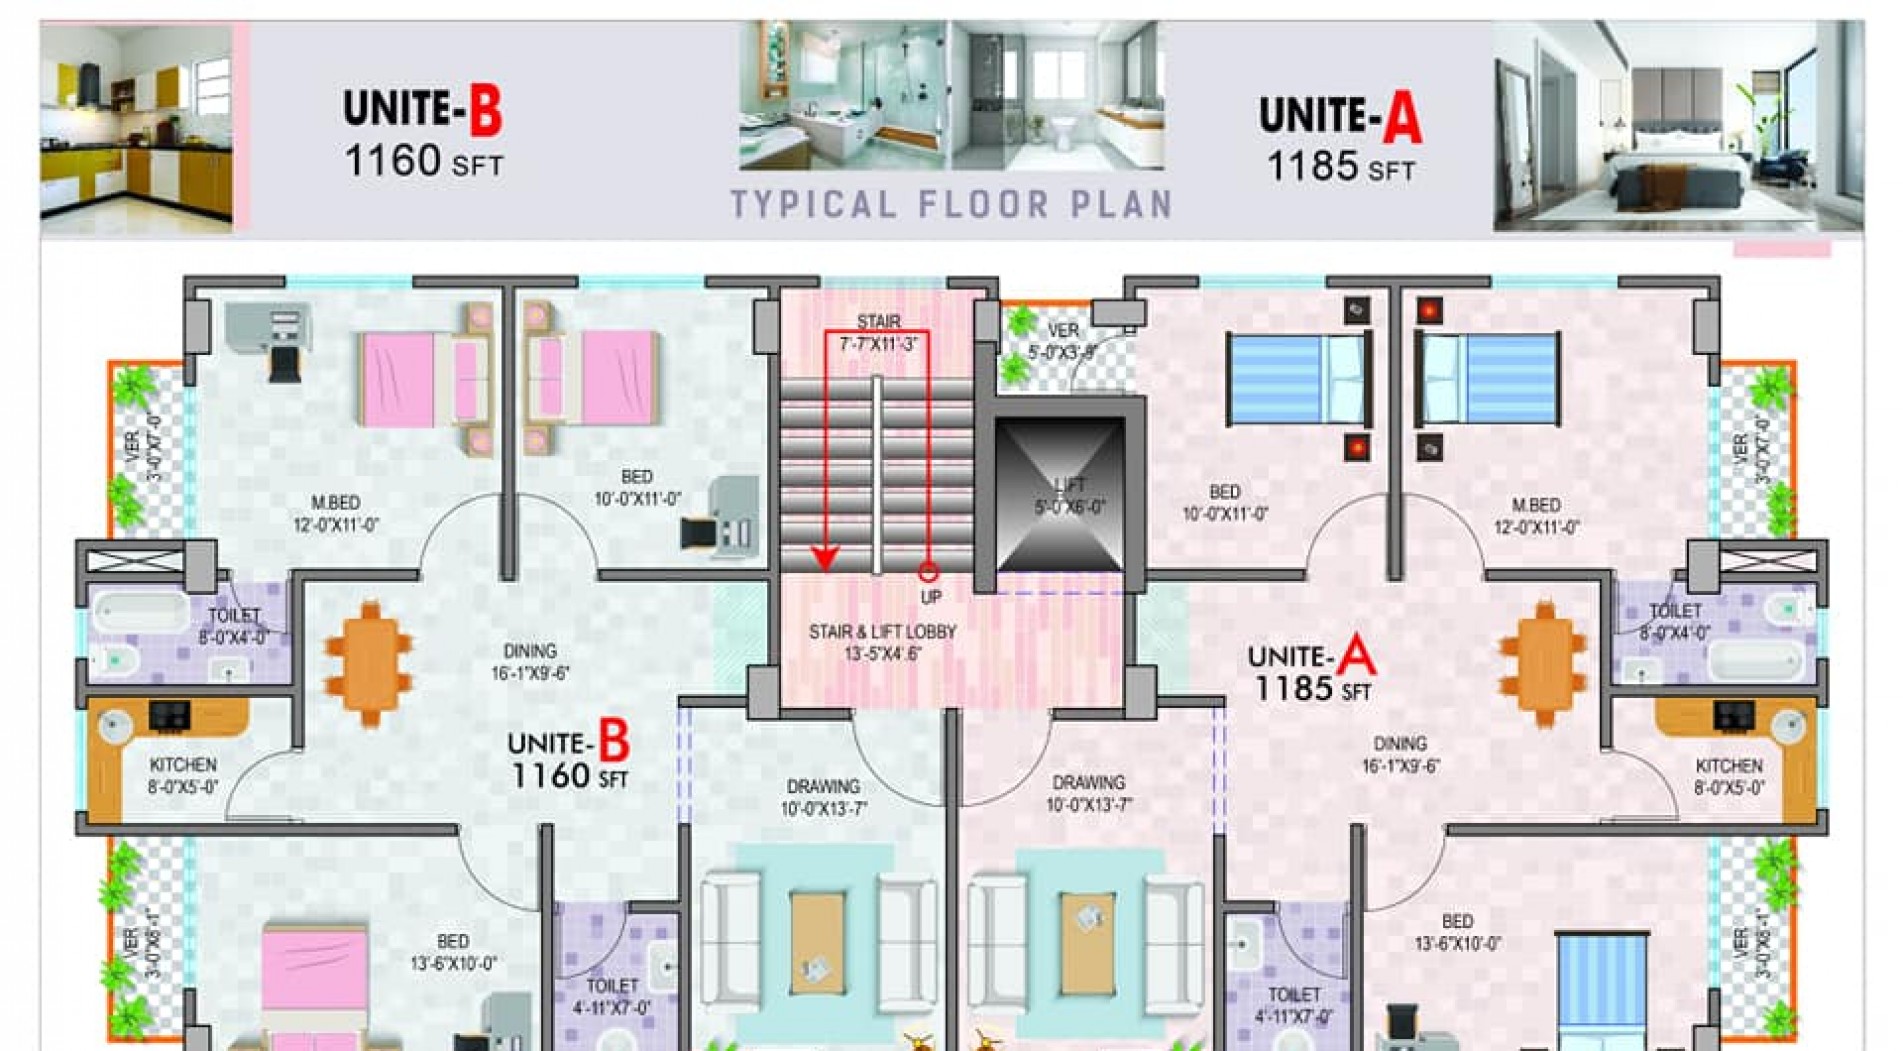 UNITE-B
1160 SFT
TYPICAL FLOOR PLAN
UNITE-A
1185 SFT
STAIR
7'-7"X11'-3"
VER
5'-0"X3'-9"
VER
3'-0"X7'-0"
M.BED
12'-0"X11'-0"
BED
10'-0"X11'-0"
LIFT
5'-0"X6'-0"
BED
10'-0"X11'-0"
M.BED
12'-0"X11'-0"
VER
3'-0"X7'-0"
UP
TOILET
8'-0"X4'-0"
DINING
16'-1"X9'-6"
STAIR & LIFT LOBBY
13'-5"X4'.6"
UNITE-A
1185 SFT
TOILET
8'-0"X4'-0"
KITCHEN
8'-0"X5'-0"
UNITE-B
1160 SFT
DRAWING
10'-0"X13'-7"
DRAWING
10'-0"X13'-7"
DINING
16'-1"X9'-6"
KITCHEN
8'-0"X5'-0"
VER
3'-0"X8'-1"
BED
13'-6"X10'-0"
TOILET
4'-11"X7'-0"
TOILET
4'-11"X7'-0"
BED
13'-6"X10'-0"
VER
3'-0"X8'-1"